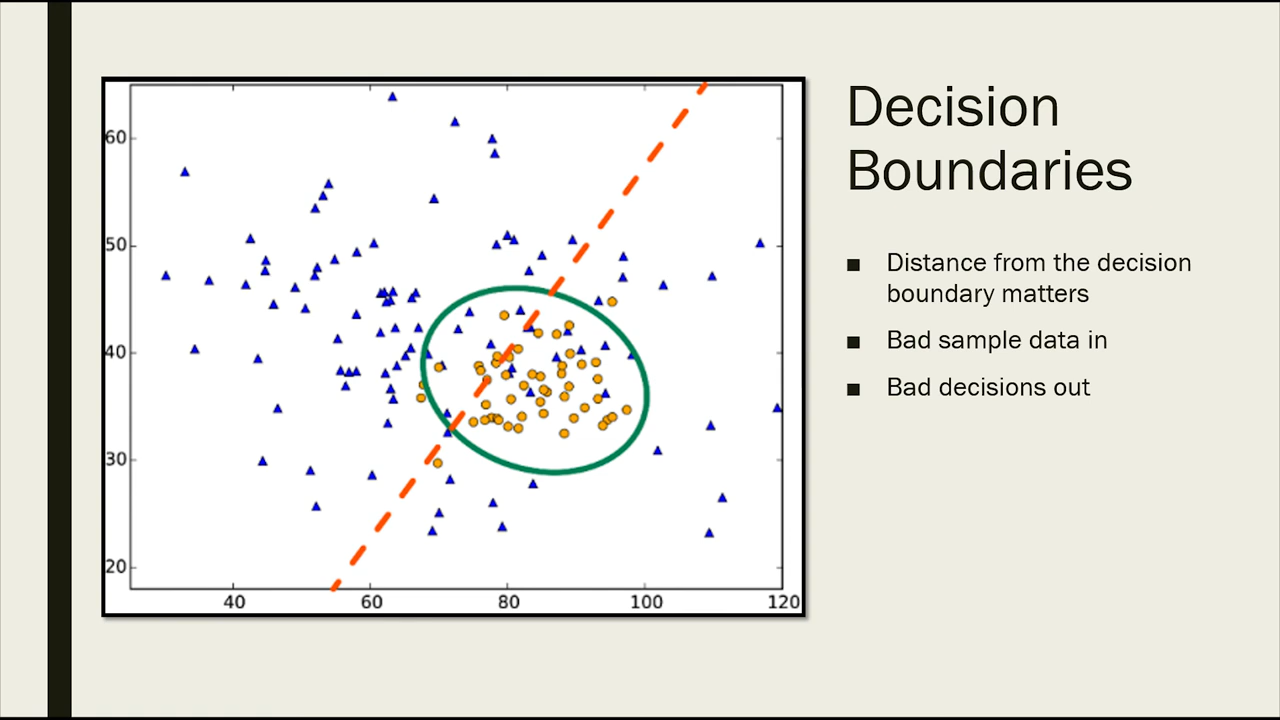 Decision
Boundaries
■ Distance from the decision
boundary matters
■ Bad sample data in
■ Bad decisions out
60
50
40
30
20
40 60 80 100 120